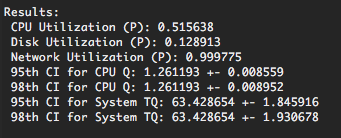 Results:
CPU Utilization (P): 0.515638
Disk Utilization (P): 0.128913
Network Utilization (P): 0.999775
95th CI for CPU Q: 1.261193 +- 0.008559
98th CI for CPU Q: 1.261193 +- 0.008952
95th CI for System TQ: 63.428654 +- 1.845916
98th CI for System TQ: 63.428654 +- 1.930678